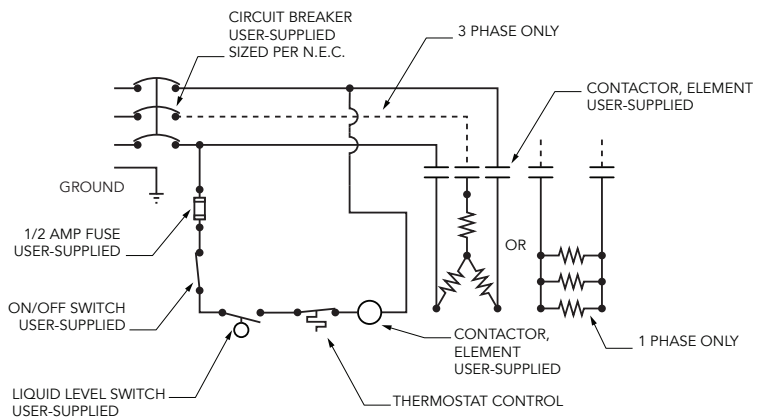 CIRCUIT BREAKER
USER-SUPPLIED
SIZED PER N.E.C.
3 PHASE ONLY
CONTACTOR, ELEMENT
USER-SUPPLIED
GROUND
1/2 AMP FUSE
USER-SUPPLIED
OR
ON/OFF SWITCH
USER-SUPPLIED
CONTACTOR,
ELEMENT
USER-SUPPLIED
1 PHASE ONLY
LIQUID LEVEL SWITCH
USER-SUPPLIED
THERMOSTAT CONTROL